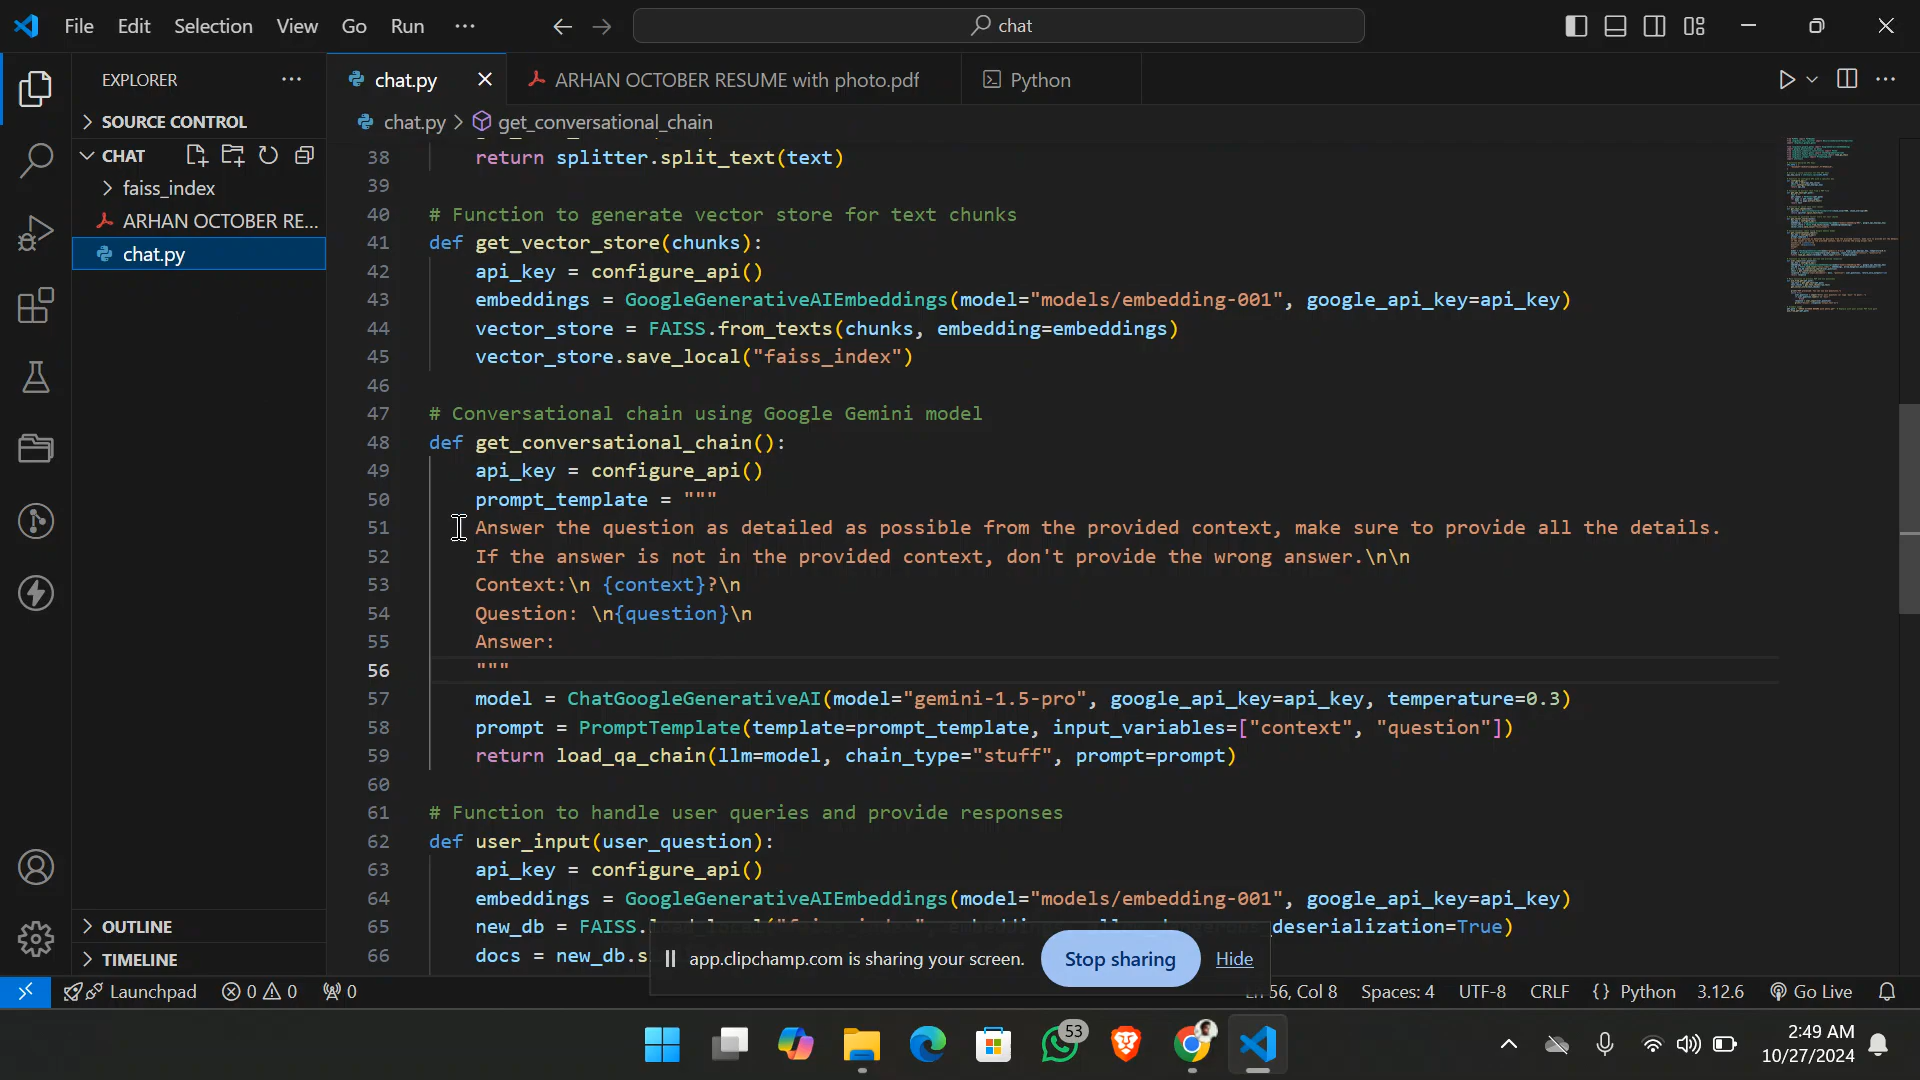 File Edit Selection View Go Run ...
chat
EXPLORER
SOURCE CONTROL
CHAT
faiss_index
ARHAN OCTOBER RE...
chat.py
OUTLINE
TIMELINE
chat.py
ARHAN OCTOBER RESUME with photo.pdf
Python
chat.py > get_conversational_chain
38 return splitter.split_text(text)
39
40 # Function to generate vector store for text chunks
41 def get_vector_store(chunks):
42 api_key = configure_api()
43 embeddings = GoogleGenerativeAIEmbeddings(model="models/embedding-001", google_api_key=api_key)
44 vector_store = FAISS.from_texts(chunks, embedding=embeddings)
45 vector_store.save_local("faiss_index")
46
47 # Conversational chain using Google Gemini model
48 def get_conversational_chain():
49 api_key = configure_api()
50 prompt_template = """
51 Answer the question as detailed as possible from the provided context, make sure to provide all the details.
52 If the answer is not in the provided context, don't provide the wrong answer.\n\n
53 Context:\n {context}?\n
54 Question: \n{question}\n
55 Answer:
56 """
57 model = ChatGoogleGenerativeAI(model="gemini-1.5-pro", google_api_key=api_key, temperature=0.3)
58 prompt = PromptTemplate(template=prompt_template, input_variables=["context", "question"])
59 return load_qa_chain(llm=model, chain_type="stuff", prompt=prompt)
60
61 # Function to handle user queries and provide responses
62 def user_input(user_question):
63 api_key = configure_api()
64 embeddings = GoogleGenerativeAIEmbeddings(model="models/embedding-001", google_api_key=api_key)
65 new_db = FAISS. deserialization=True)
66 docs = new_db.s
app.clipchamp.com is sharing your screen. Stop sharing Hide
Launchpad 0 0 0 56, Col 8 Spaces: 4 UTF-8 CRLF {} Python 3.12.6 Go Live
53
2:49 AM
10/27/2024